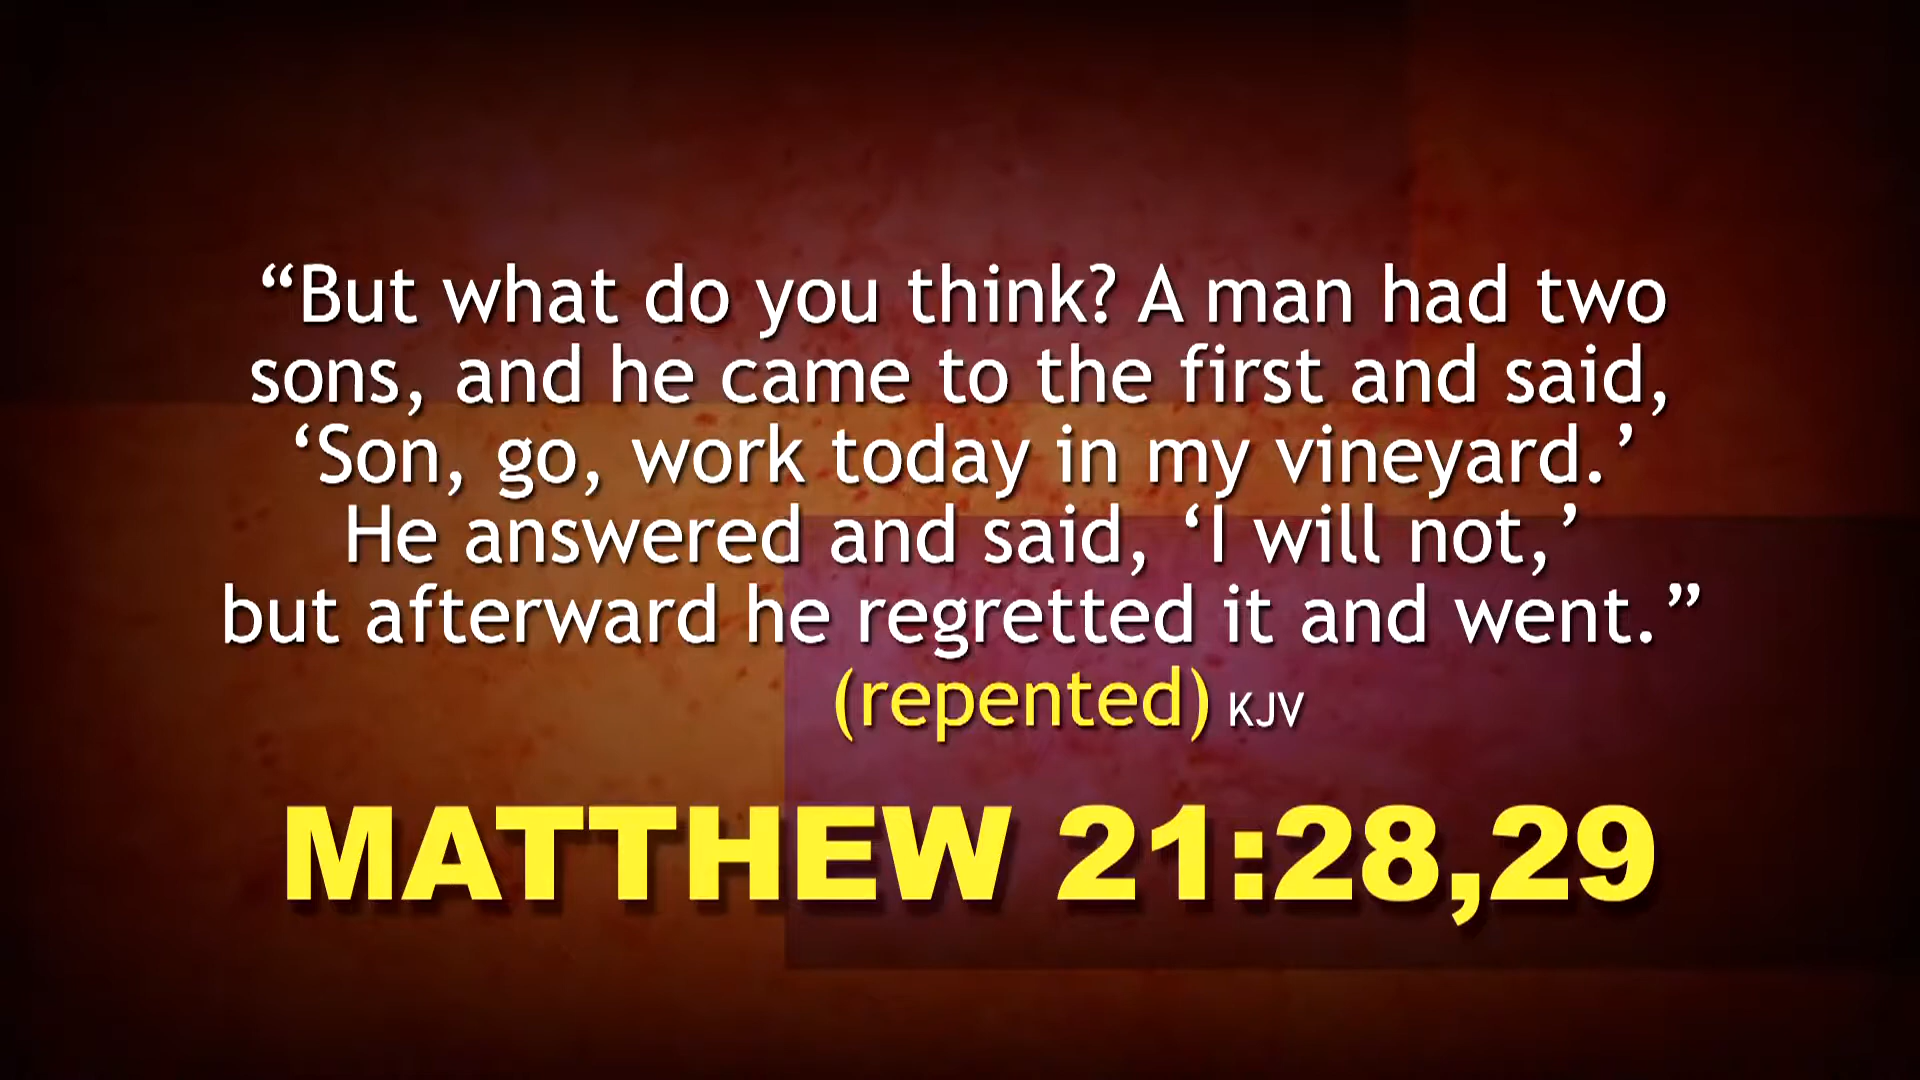 “But what do you think? A man had two
sons, and he came to the first and said,
‘Son, go, work today in my vineyard.’
He answered and said, ‘I will not,’
but afterward he regretted it and went.”
(repented) KJV
MATTHEW 21:28,29